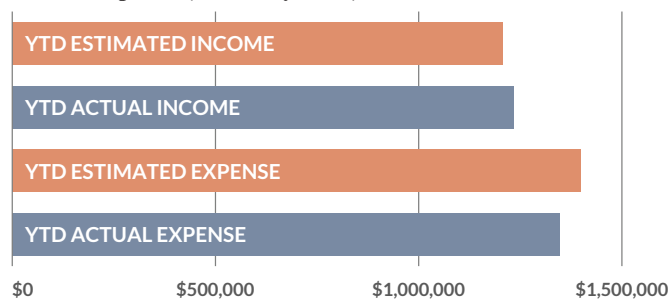 YTD ESTIMATED INCOME
YTD ACTUAL INCOME
YTD ESTIMATED EXPENSE
YTD ACTUAL EXPENSE
$0 $500,000 $1,000,000 $1,500,000